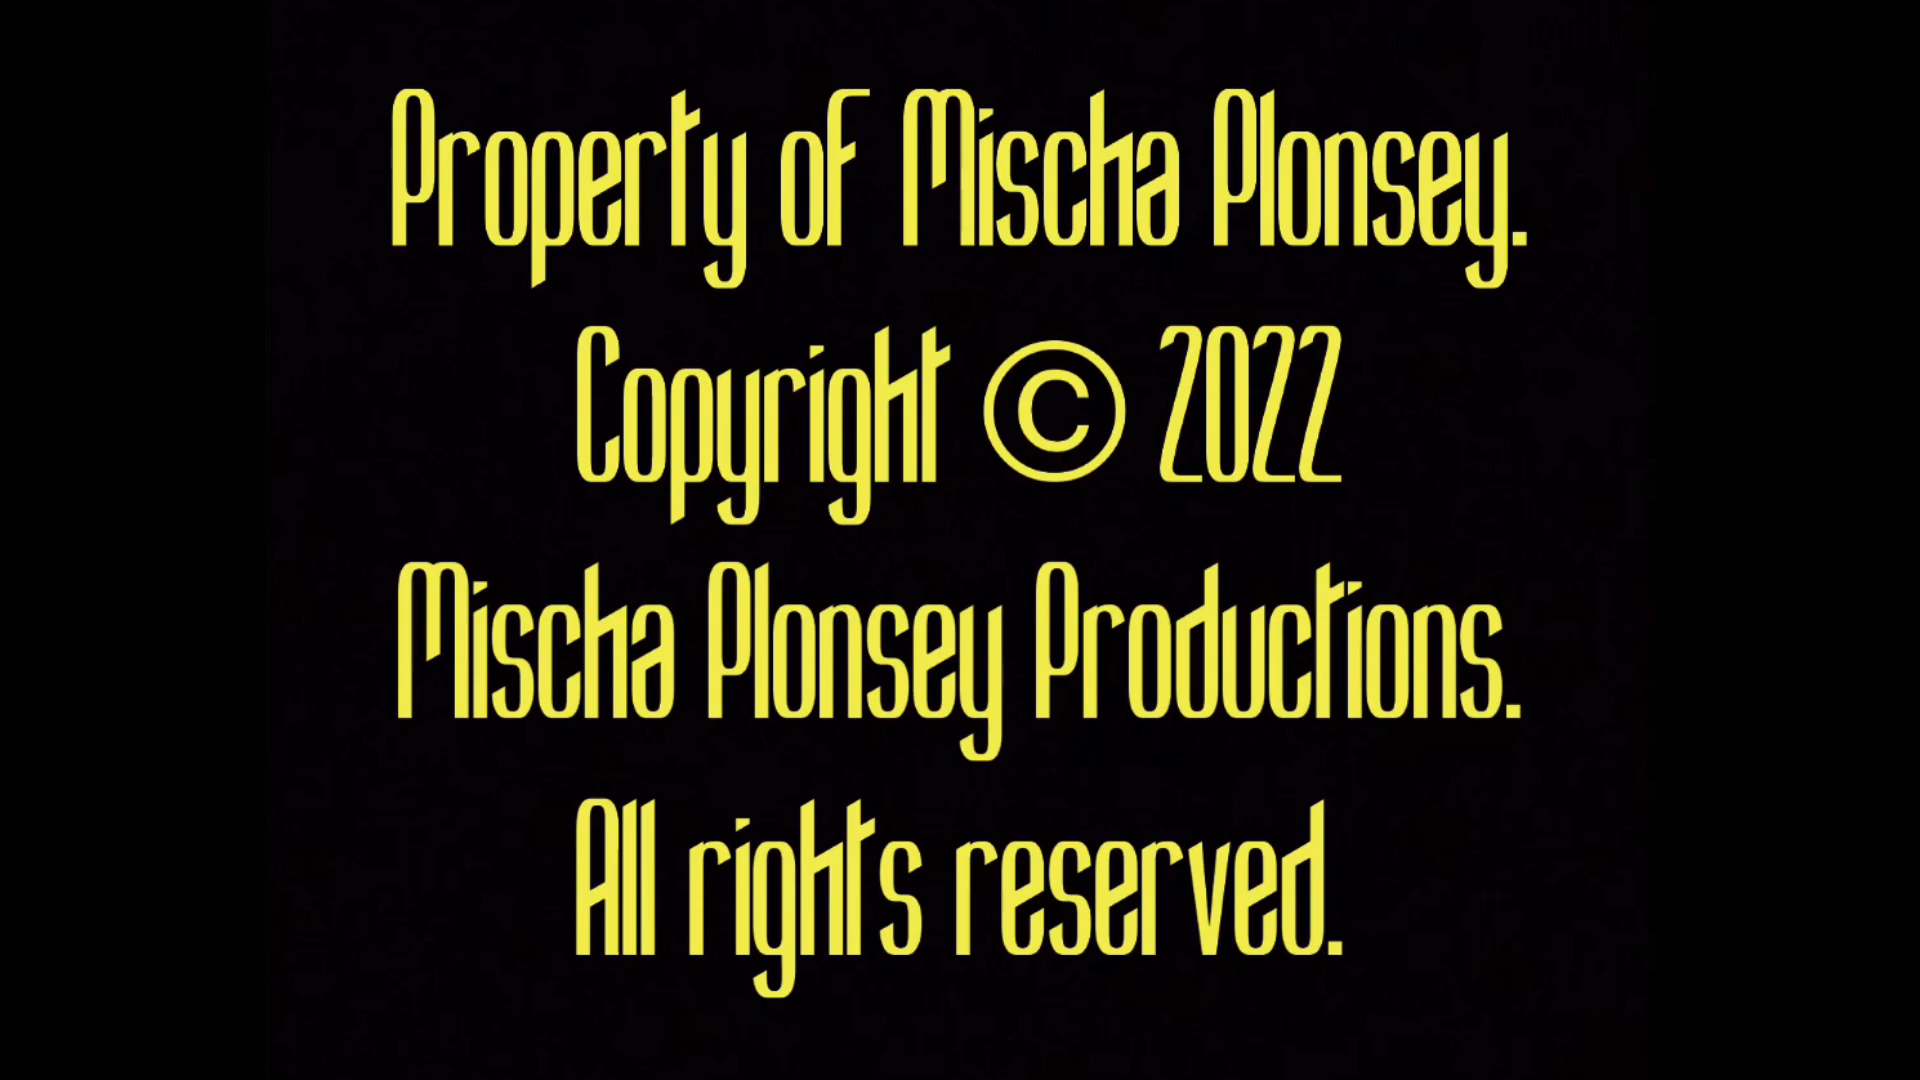 Property of Mischa Plonsey.
Copyright © 2022
Mischa Plonsey Productions.
All rights reserved.